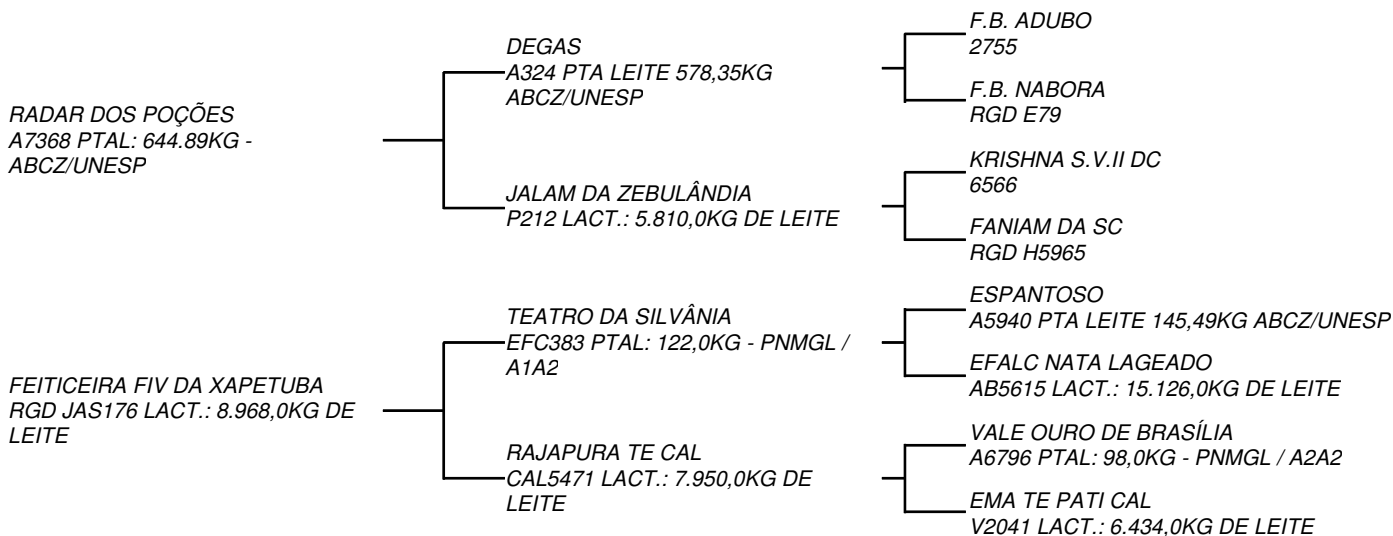 RADAR DOS POÇÕES
A7368 PTAL: 644.89KG -
ABCZ/UNESP
DEGAS
A324 PTA LEITE 578,35KG
ABCZ/UNESP
F.B. ADUBO
2755
F.B. NABORA
RGD E79
JALAM DA ZEBULÂNDIA
P212 LACT.: 5.810,0KG DE LEITE
KRISHNA S.V.II DC
6566
FANIAM DA SC
RGD H5965
FEITICEIRA FIV DA XAPETUBA
RGD JAS176 LACT.: 8.968,0KG DE
LEITE
TEATRO DA SILVÂNIA
EFC383 PTAL: 122,0KG - PNMGL /
A1A2
ESPANTOSO
A5940 PTA LEITE 145,49KG ABCZ/UNESP
EFALC NATA LAGEADO
AB5615 LACT.: 15.126,0KG DE LEITE
RAJAPURA TE CAL
CAL5471 LACT.: 7.950,0KG DE
LEITE
VALE OURO DE BRASÍLIA
A6796 PTAL: 98,0KG - PNMGL / A2A2
EMA TE PATI CAL
V2041 LACT.: 6.434,0KG DE LEITE